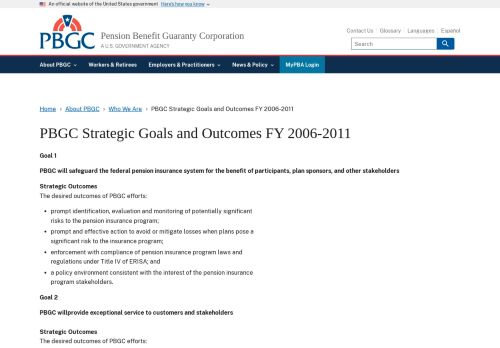 An official website of the United States government Here's how you know
PBGC
Pension Benefit Guaranty Corporation
A U.S. GOVERNMENT AGENCY
Contact Us Glossary Languages Español
Search
About PBGC Workers & Retirees Employers & Practitioners News & Policy MyPBA Login
Home > About PBGC > Who We Are > PBGC Strategic Goals and Outcomes FY 2006-2011
PBGC Strategic Goals and Outcomes FY 2006-2011
Goal 1
PBGC will safeguard the federal pension insurance system for the benefit of participants, plan sponsors, and other stakeholders
Strategic Outcomes
The desired outcomes of PBGC efforts:
• prompt identification, evaluation and monitoring of potentially significant
risks to the pension insurance program;
• prompt and effective action to avoid or mitigate losses when plans pose a
significant risk to the insurance program;
• enforcement with compliance of pension insurance program laws and
regulations under Title IV of ERISA; and
• a policy environment consistent with the interest of the pension insurance
program stakeholders.
Goal 2
PBGC willprovide exceptional service to customers and stakeholders
Strategic Outcomes
The desired outcomes of PBGC efforts: